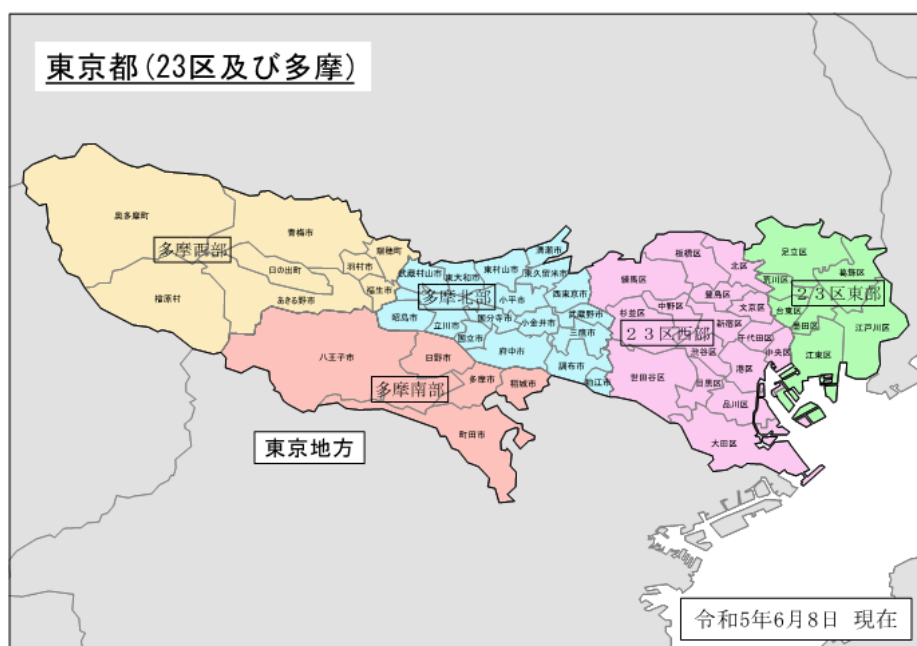 東京都(23区及び多摩)
奥多摩町
青梅市
多摩西部
瑞穂町
日の出町
羽村市
檜原村
あきる野市
福生市
清瀬市
武蔵村山市
東大和市
東村山市
東久留米市
多摩北部
小平市
西東京市
昭島市
立川市
国分寺市
小金井市
武蔵野市
国立市
三鷹市
府中市
調布市
狛江市
八王子市
日野市
多摩南部
多摩市
稲城市
町田市
板橋区
北区
練馬区
豊島区
杉並区
中野区
文京区
新宿区
23区西部
千代田区
渋谷区
中央区
世田谷区
港区
目黒区
品川区
大田区
足立区
荒川区
葛飾区
23区東部
台東区
墨田区
江戸川区
江東区
東京地方
令和5年6月8日 現在